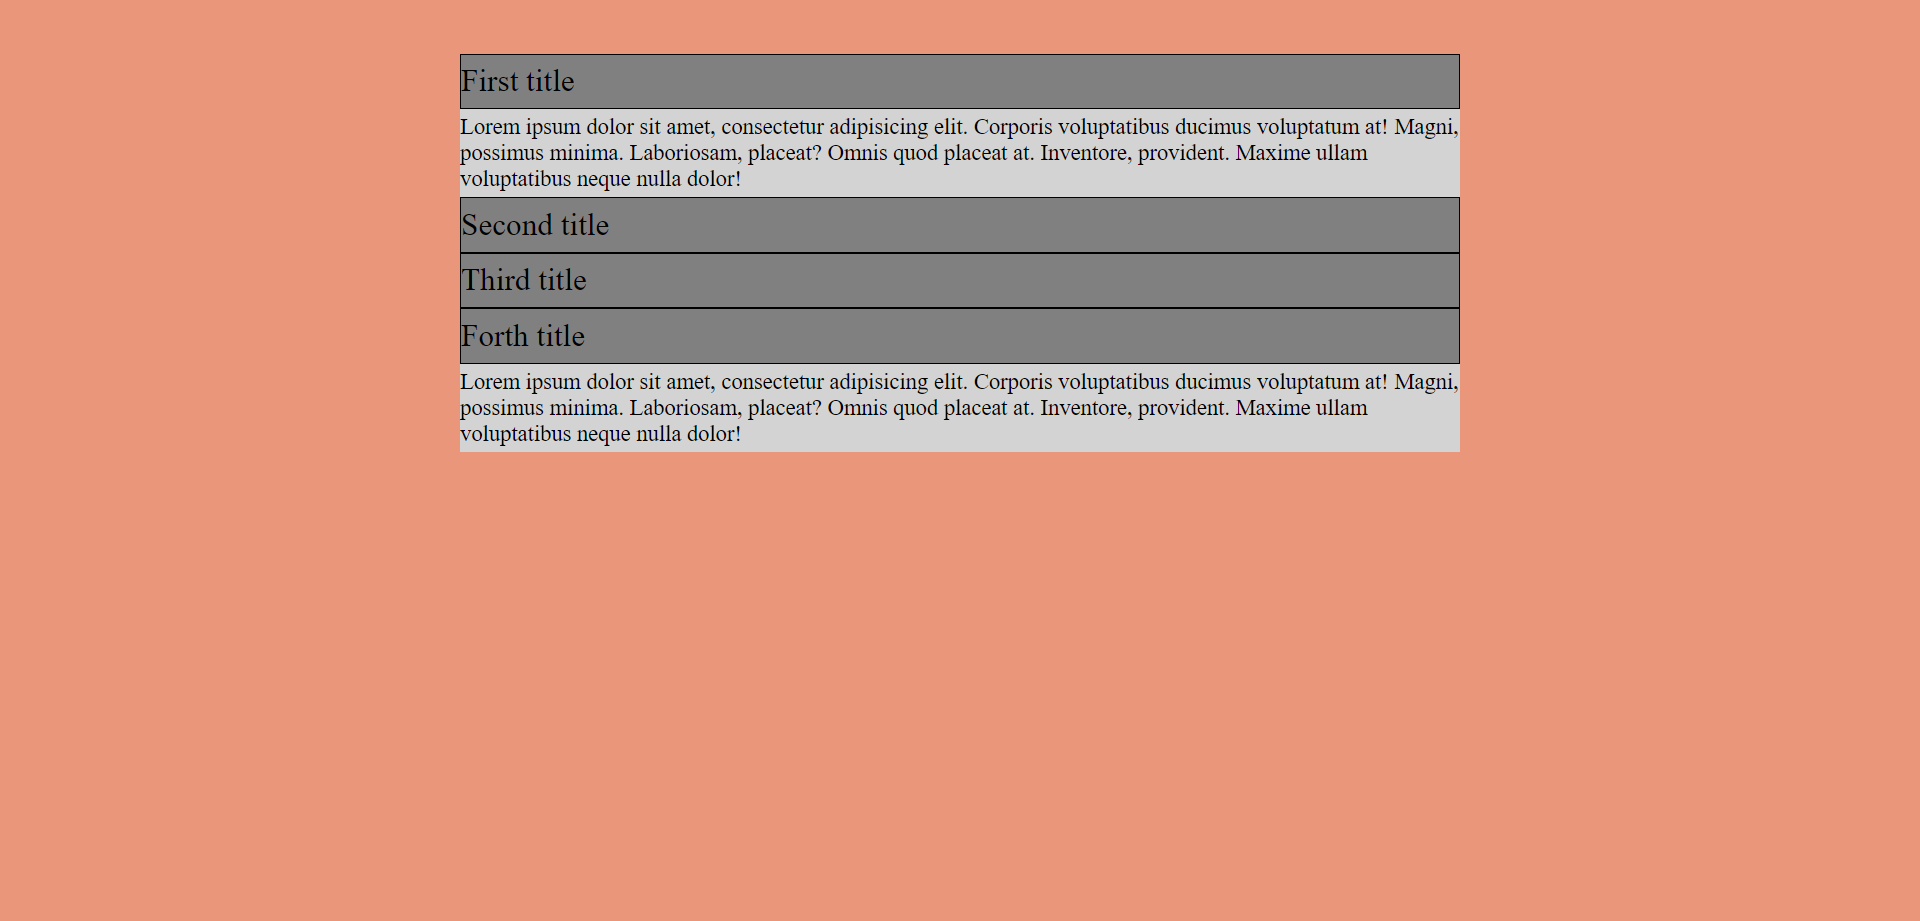 First title
Lorem ipsum dolor sit amet, consectetur adipisicing elit. Corporis voluptatibus ducimus voluptatum at! Magni,
possimus minima. Laboriosam, placeat? Omnis quod placeat at. Inventore, provident. Maxime ullam
voluptatibus neque nulla dolor!
Second title
Third title
Forth title
Lorem ipsum dolor sit amet, consectetur adipisicing elit. Corporis voluptatibus ducimus voluptatum at! Magni,
possimus minima. Laboriosam, placeat? Omnis quod placeat at. Inventore, provident. Maxime ullam
voluptatibus neque nulla dolor!